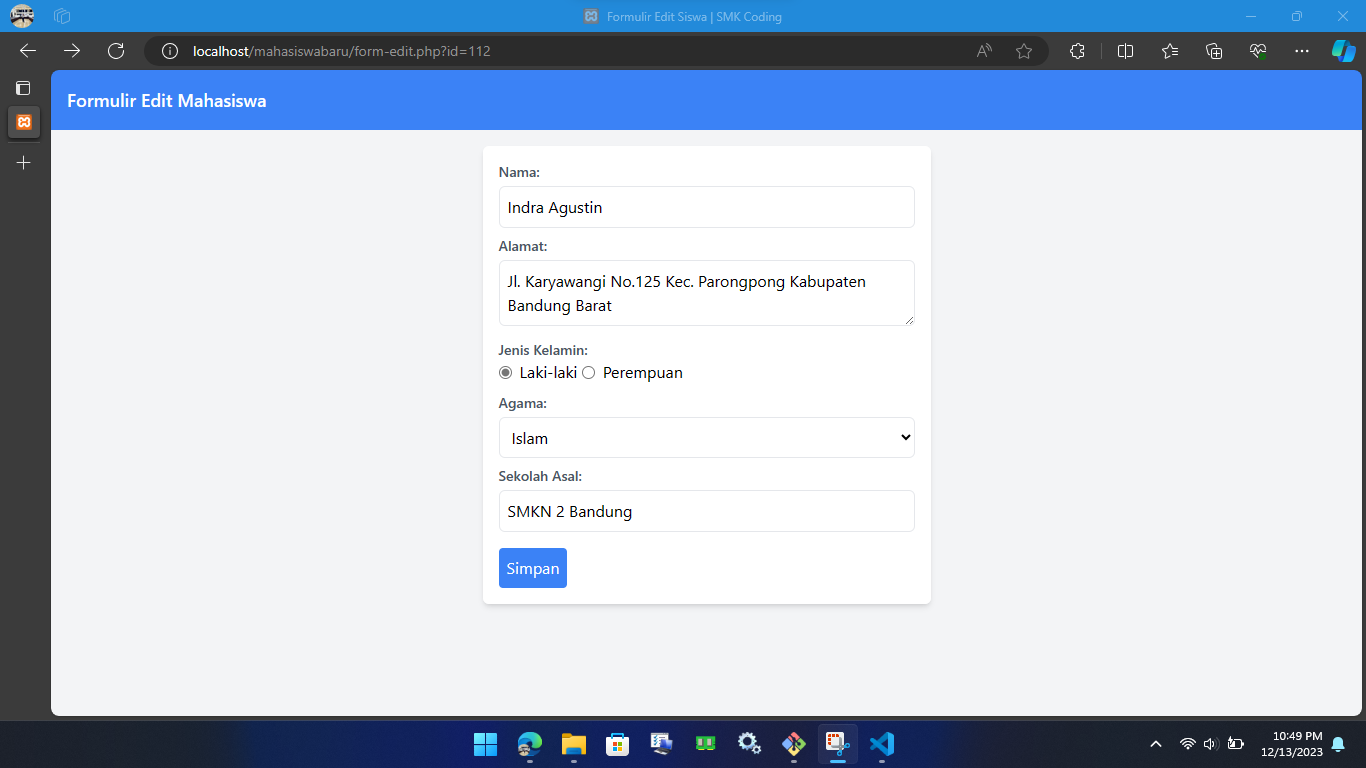 Formulir Edit Siswa | SMK Coding
localhost/mahasiswabaru/form-edit.php?id=112
Formulir Edit Mahasiswa
Nama:
Indra Agustin
Alamat:
Jl. Karyawangi No.125 Kec. Parongpong Kabupaten
Bandung Barat
Jenis Kelamin:
Laki-laki Perempuan
Agama:
Islam
Sekolah Asal:
SMKN 2 Bandung
Simpan
10:49 PM
12/13/2023